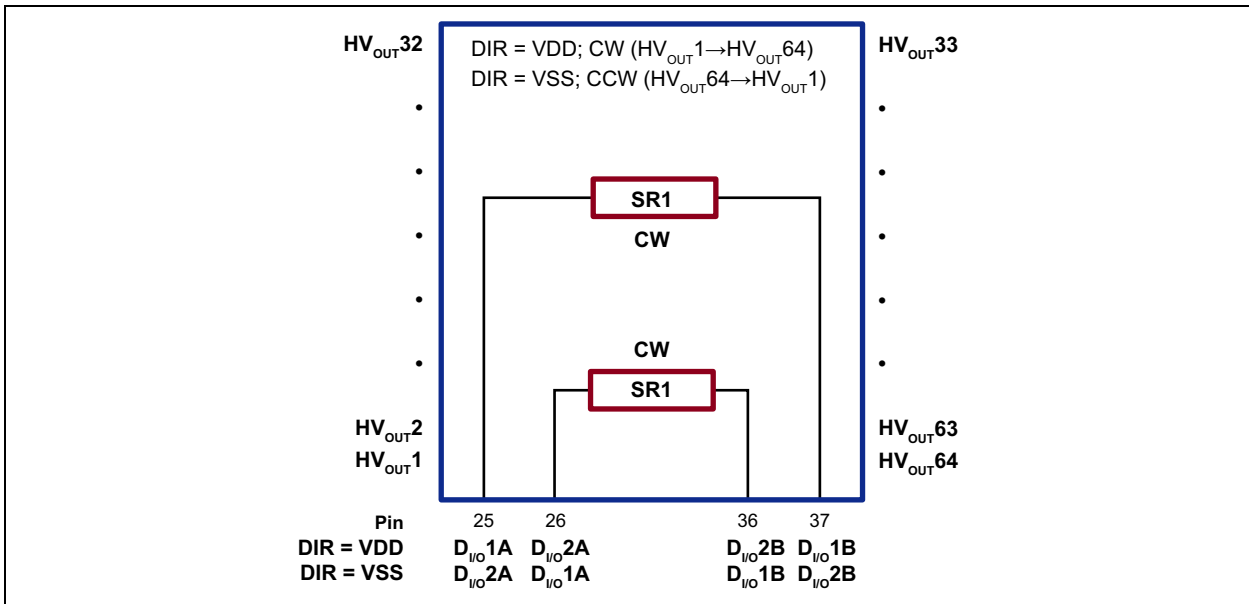 HVOUT32 DIR = VDD; CW (HVOUT1→HVOUT64) HVOUT33
DIR = VSS; CCW (HVOUT64→HVOUT1)
SR1
CW
CW
SR1
HVOUT2 HVOUT63
HVOUT1 HVOUT64
Pin 25 26 36 37
DIR = VDD DI/O1A DI/O2A DI/O2B DI/O1B
DIR = VSS DI/O2A DI/O1A DI/O1B DI/O2B